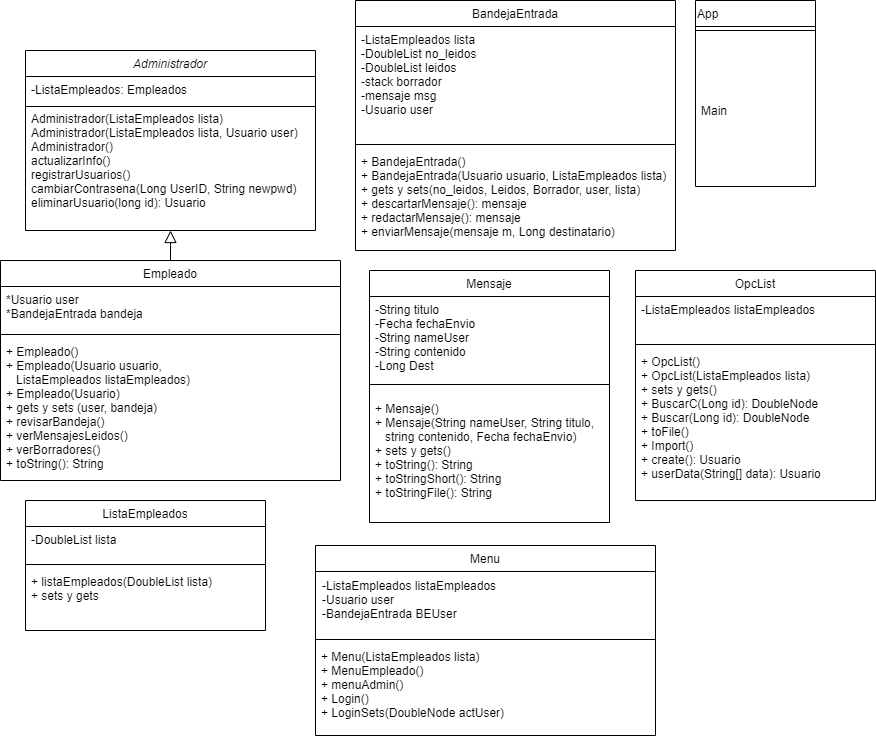 Administrador
-ListaEmpleados: Empleados
Administrador(ListaEmpleados lista)
Administrador(ListaEmpleados lista, Usuario user)
Administrador()
actualizarInfo()
registrarUsuarios()
cambiarContrasena(Long UserID, String newpwd)
eliminarUsuario(long id): Usuario
BandejaEntrada
-ListaEmpleados lista
-DoubleList no_leidos
-DoubleList leidos
-stack borrador
-mensaje msg
-Usuario user
+ BandejaEntrada()
+ BandejaEntrada(Usuario usuario, ListaEmpleados lista)
+ gets y sets(no_leidos, Leidos, Borrador, user, lista)
+ descartarMensaje(): mensaje
+ redactarMensaje(): mensaje
+ enviarMensaje(mensaje m, Long destinatario)
App
Main
Empleado
*Usuario user
*BandejaEntrada bandeja
+ Empleado()
+ Empleado(Usuario usuario,
ListaEmpleados listaEmpleados)
+ Empleado(Usuario)
+ gets y sets (user, bandeja)
+ revisarBandeja()
+ verMensajesLeidos()
+ verBorradores()
+ toString(): String
Mensaje
-String titulo
-Fecha fechaEnvio
-String nameUser
-String contenido
-Long Dest
+ Mensaje()
+ Mensaje(String nameUser, String titulo,
string contenido, Fecha fechaEnvio)
+ sets y gets()
+ toString(): String
+ toStringShort(): String
+ toStringFile(): String
OpcList
-ListaEmpleados listaEmpleados
+ OpcList()
+ OpcList(ListaEmpleados lista)
+ sets y gets()
+ BuscarC(Long id): DoubleNode
+ Buscar(Long id): DoubleNode
+ toFile()
+ Import()
+ create(): Usuario
+ userData(String[] data): Usuario
ListaEmpleados
-DoubleList lista
+ listaEmpleados(DoubleList lista)
+ sets y gets
Menu
-ListaEmpleados listaEmpleados
-Usuario user
-BandejaEntrada BEUser
+ Menu(ListaEmpleados lista)
+ MenuEmpleado()
+ menuAdmin()
+ Login()
+ LoginSets(DoubleNode actUser)